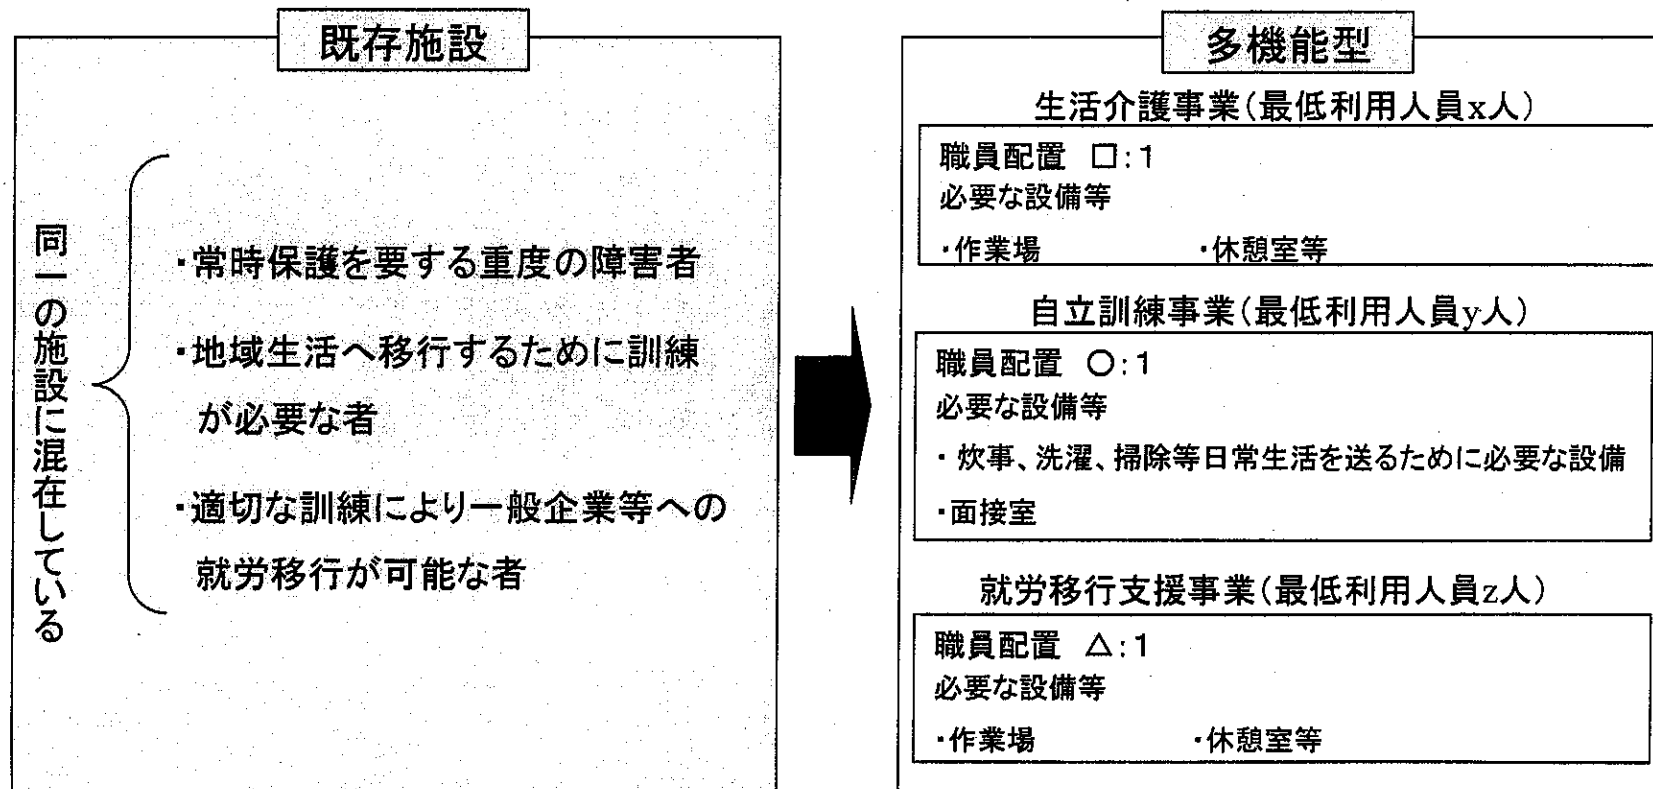 既存施設
同一の施設に混在している
・常時保護を要する重度の障害者
・地域生活へ移行するために訓練
が必要な者
・適切な訓練により一般企業等への
就労移行が可能な者
多機能型
生活介護事業(最低利用人員x人)
職員配置 □:1
必要な設備等
・作業場 ・休憩室等
自立訓練事業(最低利用人員y人)
職員配置 ○:1
必要な設備等
・炊事、洗濯、掃除等日常生活を送るために必要な設備
・面接室
就労移行支援事業(最低利用人員z人)
職員配置 △:1
必要な設備等
・作業場 ・休憩室等